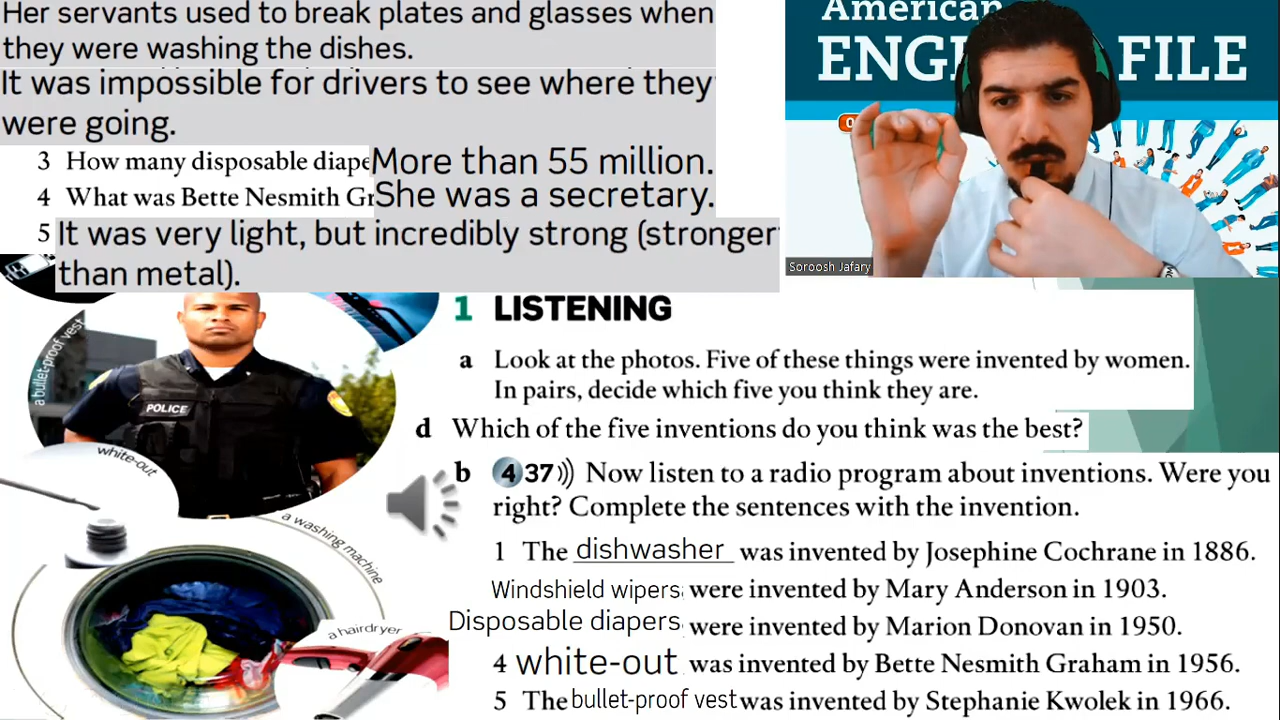 Her servants used to break plates and glasses when
they were washing the dishes.
It was impossible for drivers to see where they
were going.
3 How many disposable diape
More than 55 million.
4 What was Bette Nesmith Gr
She was a secretary.
5 It was very light, but incredibly strong (stronger
than metal).
American
ENG FILE
Soroosh Jafary
a bullet-proof vest
POLICE
white-out
a washing machine
a hairdryer
1 LISTENING
a Look at the photos. Five of these things were invented by women.
In pairs, decide which five you think they are.
d Which of the five inventions do you think was the best?
b 4 37))) Now listen to a radio program about inventions. Were you
right? Complete the sentences with the invention.
1 The dishwasher was invented by Josephine Cochrane in 1886.
Windshield wipers were invented by Mary Anderson in 1903.
Disposable diapers were invented by Marion Donovan in 1950.
4 white-out was invented by Bette Nesmith Graham in 1956.
5 The bullet-proof vest was invented by Stephanie Kwolek in 1966.